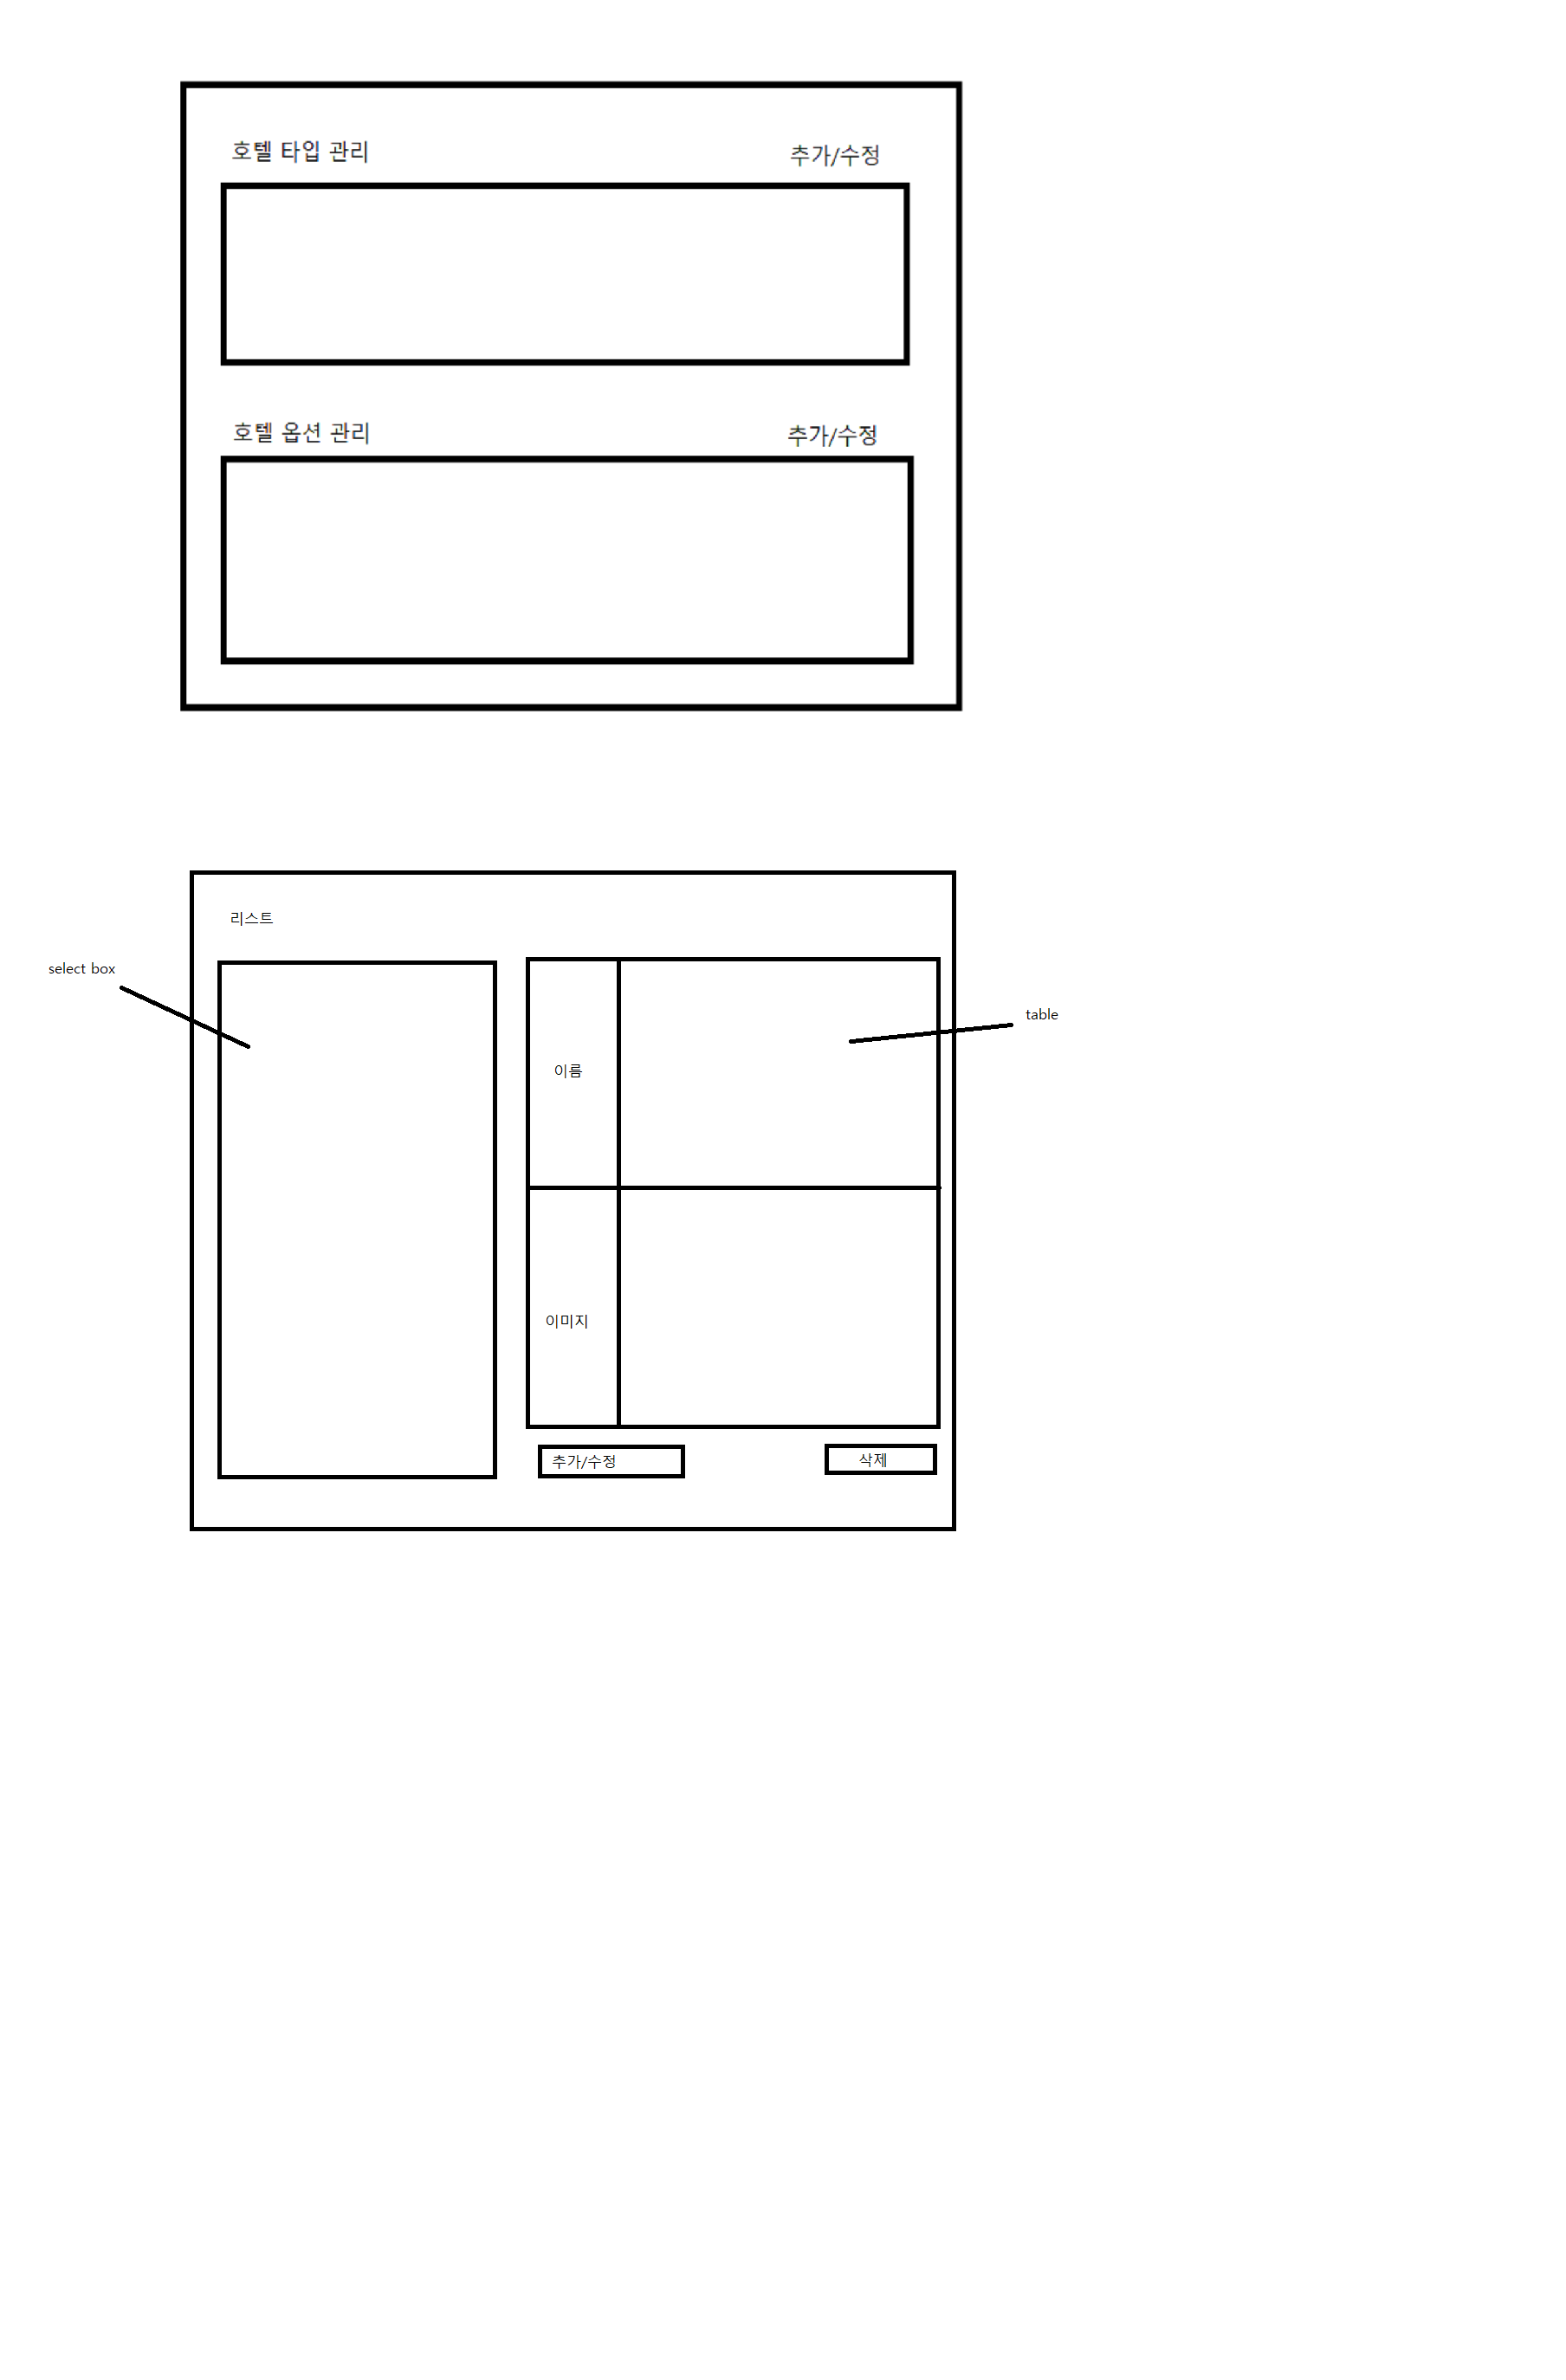 호텔 타입 관리
추가/수정
호텔 옵션 관리
추가/수정
리스트
select box
table
이름
이미지
추가/수정
삭제